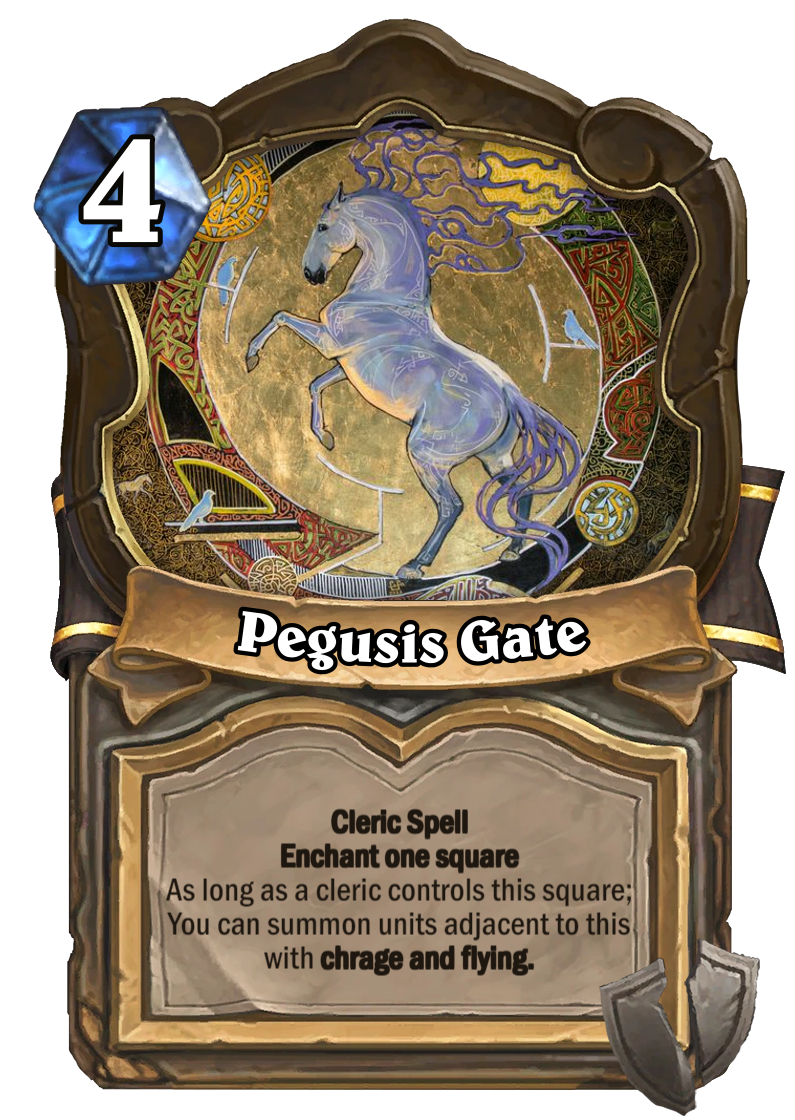 4
Pegusis Gate
Cleric Spell
Enchant one square
As long as a cleric controls this square;
You can summon units adjacent to this
with chrage and flying.